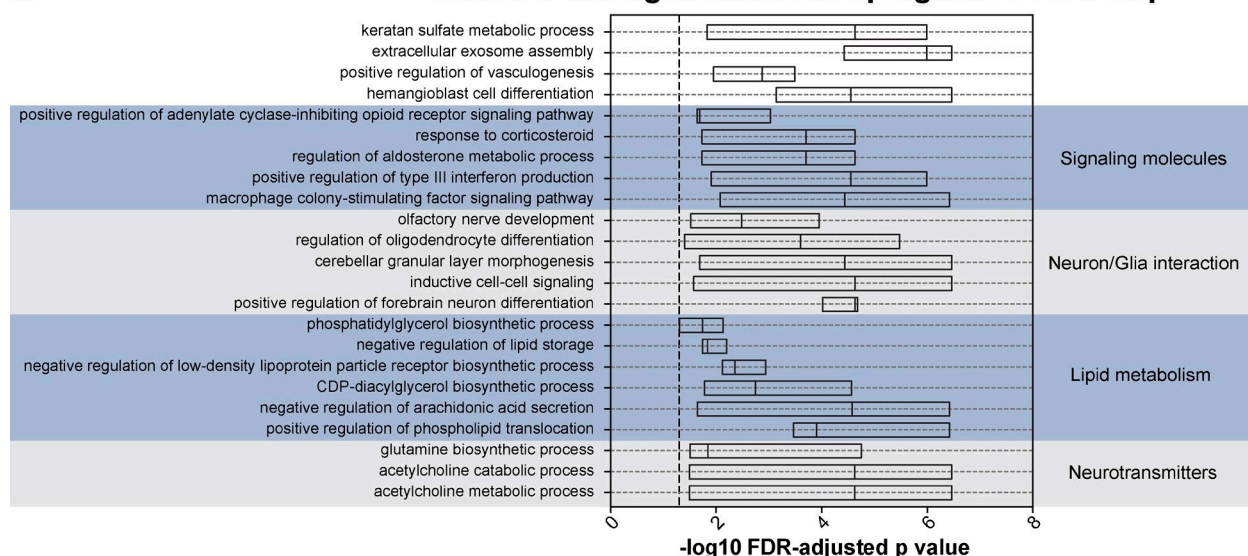 keratan sulfate metabolic process
extracellular exosome assembly
positive regulation of vasculogenesis
hemangioblast cell differentiation
positive regulation of adenylate cyclase-inhibiting opioid receptor signaling pathway
response to corticosteroid
Signaling molecules
regulation of aldosterone metabolic process
positive regulation of type III interferon production
macrophage colony-stimulating factor signaling pathway
olfactory nerve development
regulation of oligodendrocyte differentiation
cerebellar granular layer morphogenesis
Neuron/Glia interaction
inductive cell-cell signaling
positive regulation of forebrain neuron differentiation
phosphatidylglycerol biosynthetic process
negative regulation of lipid storage
negative regulation of low-density lipoprotein particle receptor biosynthetic process
Lipid metabolism
CDP-diacylglycerol biosynthetic process
negative regulation of arachidonic acid secretion
positive regulation of phospholipid translocation
glutamine biosynthetic process
acetylcholine catabolic process
Neurotransmitters
acetylcholine metabolic process
0 2 4 6 8
-log10 FDR-adjusted p value